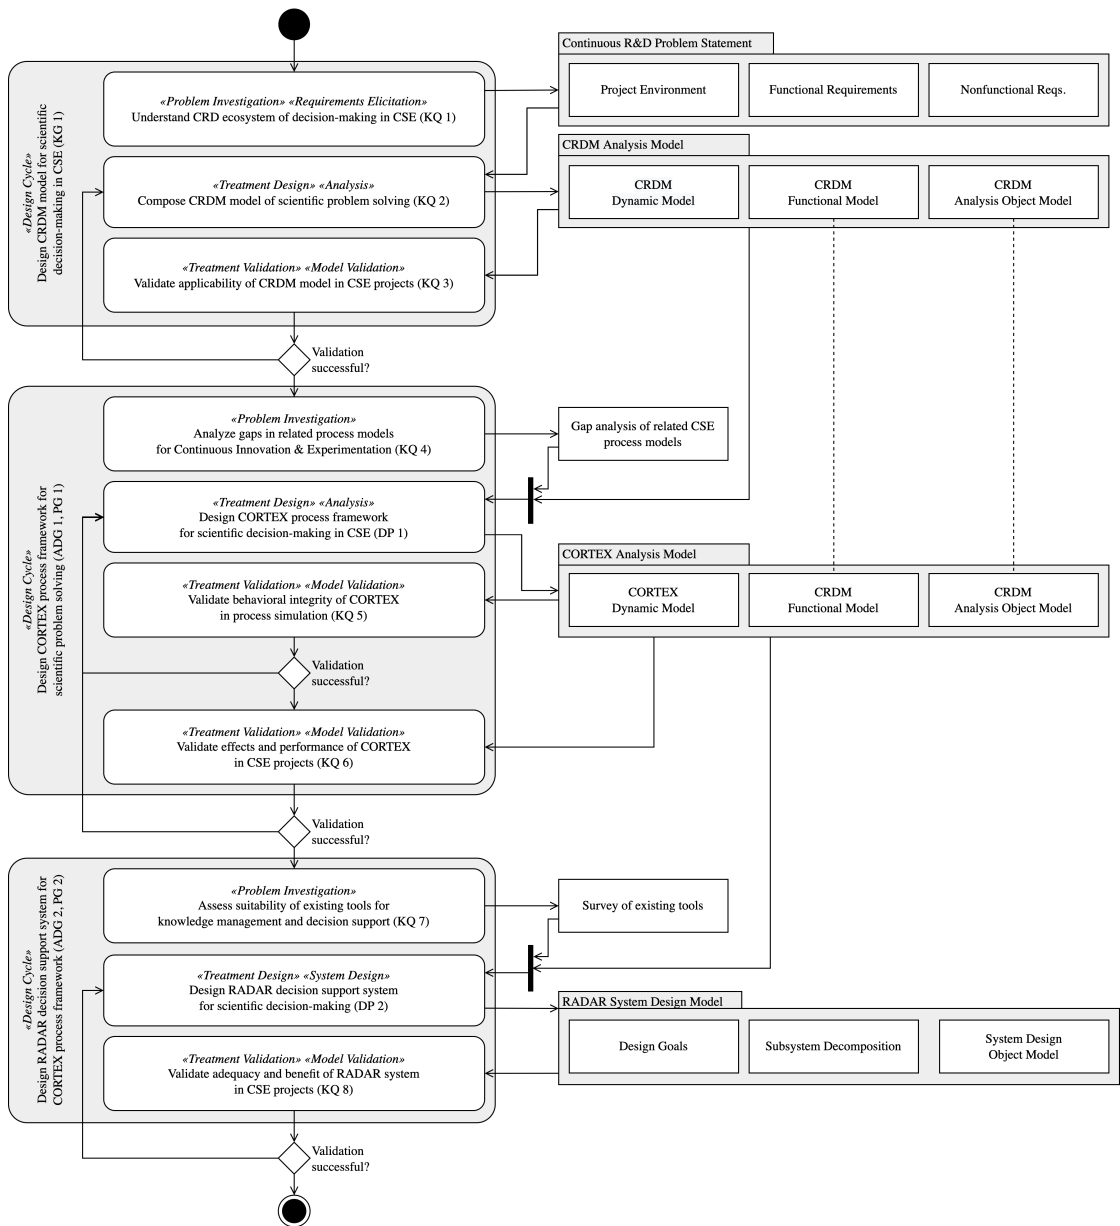 «Design Cycle»
Design CRDM model for scientific
decision-making in CSE (KG 1)
«Problem Investigation» «Requirements Elicitation»
Understand CRD ecosystem of decision-making in CSE (KQ 1)
Continuous R&D Problem Statement
Project Environment
Functional Requirements
Nonfunctional Reqs.
«Treatment Design» «Analysis»
Compose CRDM model of scientific problem solving (KQ 2)
CRDM Analysis Model
CRDM
Dynamic Model
CRDM
Functional Model
CRDM
Analysis Object Model
«Treatment Validation» «Model Validation»
Validate applicability of CRDM model in CSE projects (KQ 3)
Validation
successful?
«Design Cycle»
Design CORTEX process framework for
scientific problem solving (ADG 1, PG 1)
«Problem Investigation»
Analyze gaps in related process models
for Continuous Innovation & Experimentation (KQ 4)
Gap analysis of related CSE
process models
«Treatment Design» «Analysis»
Design CORTEX process framework
for scientific decision-making in CSE (DP 1)
CORTEX Analysis Model
CORTEX
Dynamic Model
CRDM
Functional Model
CRDM
Analysis Object Model
«Treatment Validation» «Model Validation»
Validate behavioral integrity of CORTEX
in process simulation (KQ 5)
Validation
successful?
«Treatment Validation» «Model Validation»
Validate effects and performance of CORTEX
in CSE projects (KQ 6)
Validation
successful?
«Design Cycle»
Design RADAR decision support system for
CORTEX process framework (ADG 2, PG 2)
«Problem Investigation»
Assess suitability of existing tools for
knowledge management and decision support (KQ 7)
Survey of existing tools
«Treatment Design» «System Design»
Design RADAR decision support system
for scientific decision-making (DP 2)
RADAR System Design Model
Design Goals
Subsystem Decomposition
System Design
Object Model
«Treatment Validation» «Model Validation»
Validate adequacy and benefit of RADAR system
in CSE projects (KQ 8)
Validation
successful?